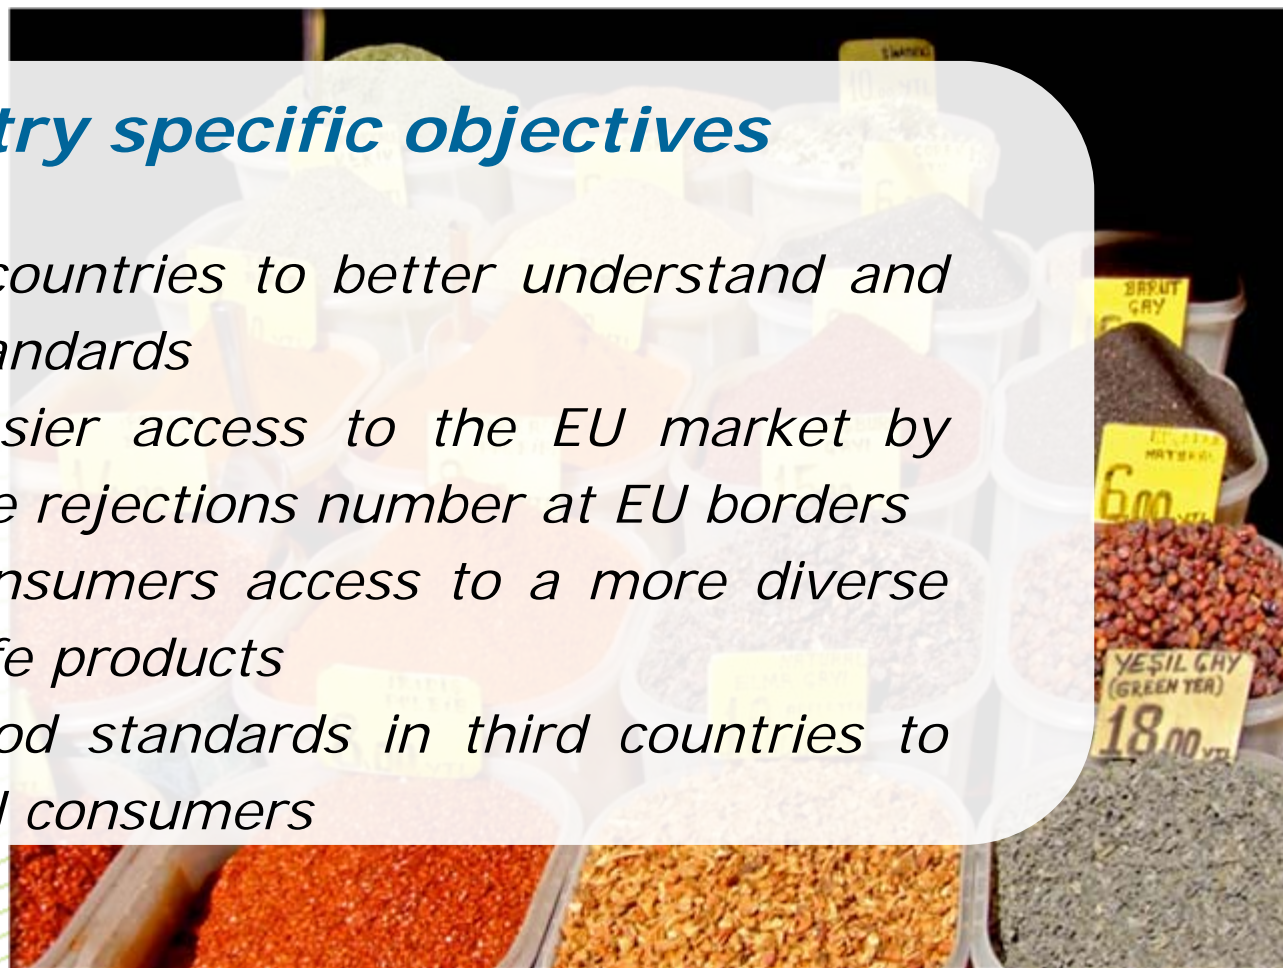 try specific objectives
countries to better understand and
andards
sier access to the EU market by
e rejections number at EU borders
nsumers access to a more diverse
fe products
od standards in third countries to
consumers
BARUT
ÇAY
6.00
YEŞİL ÇAY
(GREEN TEA)
18.00 YTL